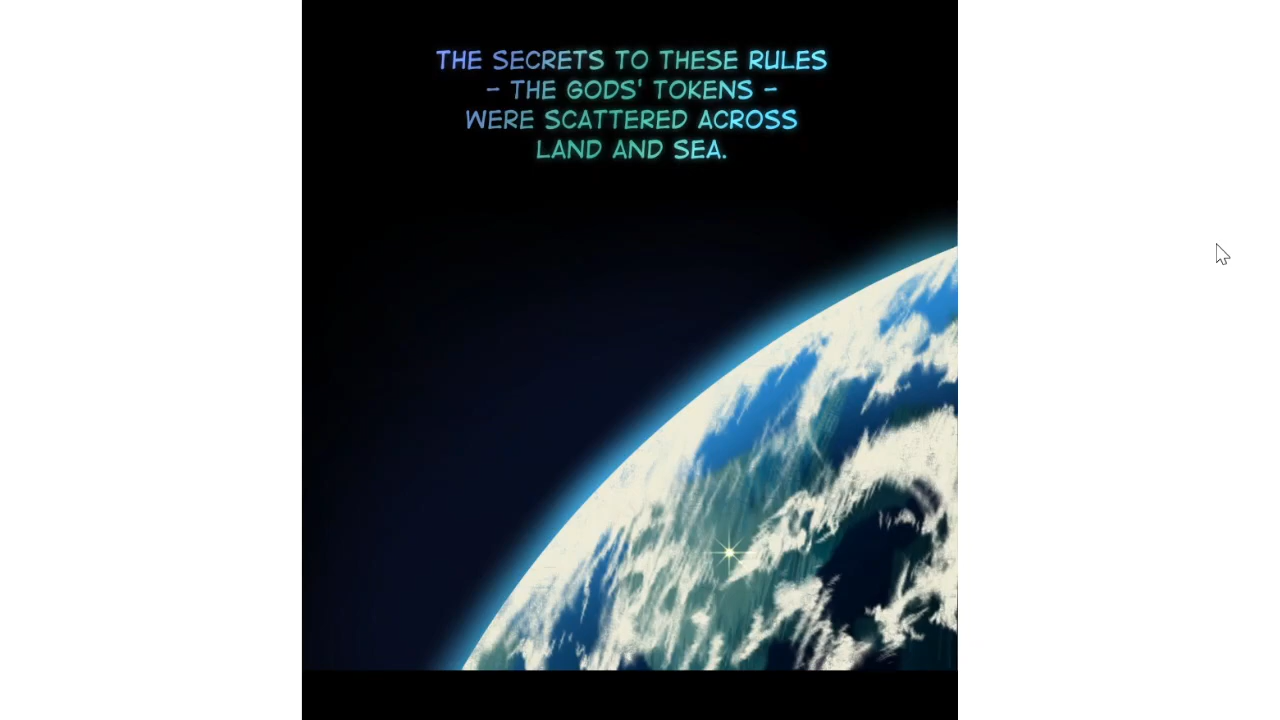 THE SECRETS TO THESE RULES
- THE GODS' TOKENS -
WERE SCATTERED ACROSS
LAND AND SEA.